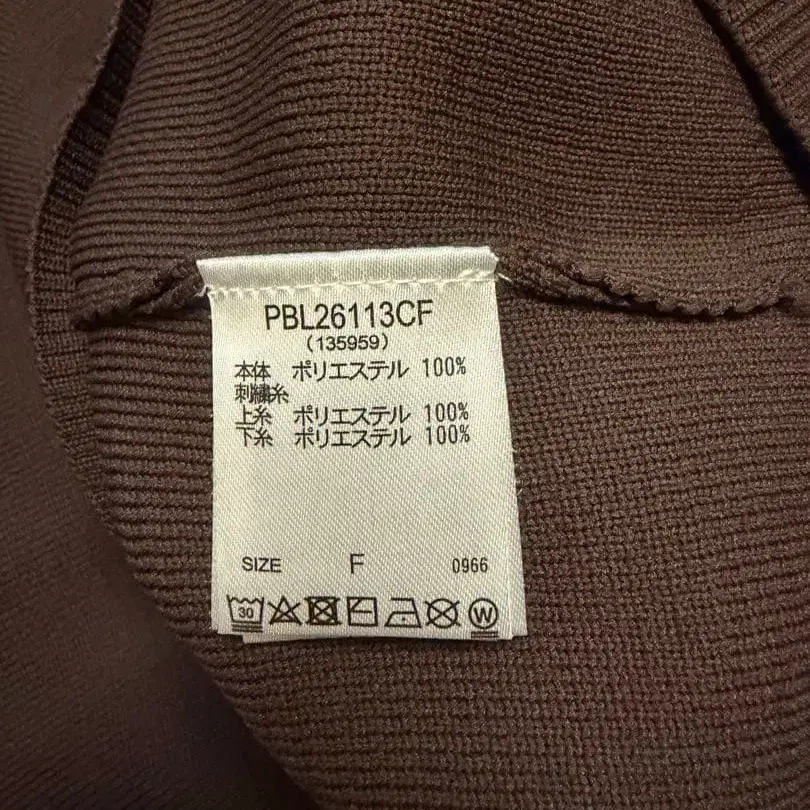 PBL26113CF
(135959)
本体 ポリエステル 100%
刺繍糸
上糸 ポリエステル 100%
下糸 ポリエステル 100%
SIZE F 0966
30 W